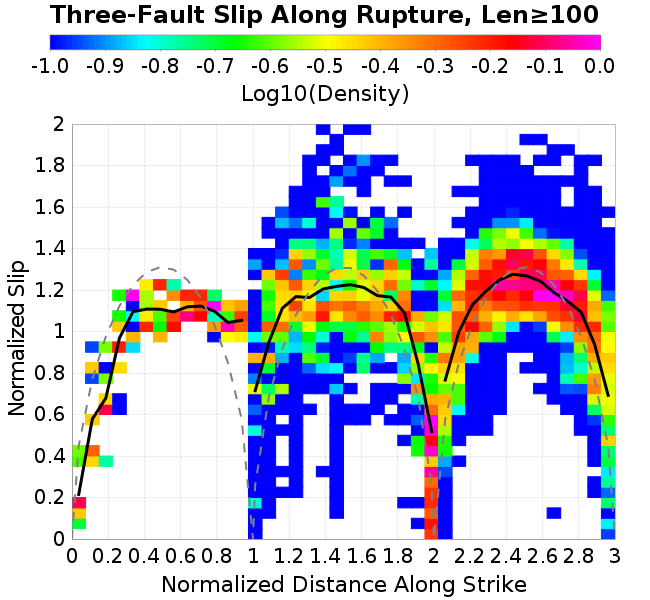 Three-Fault Slip Along Rupture, Len≥100
-1.0 -0.9 -0.8 -0.7 -0.6 -0.5 -0.4 -0.3 -0.2 -0.1 0.0
Log10(Density)
2
1.8
1.6
1.4
1.2
1
0.8
0.6
0.4
0.2
0
Normalized Slip
0 0.2 0.4 0.6 0.8 1 1.2 1.4 1.6 1.8 2 2.2 2.4 2.6 2.8 3
Normalized Distance Along Strike